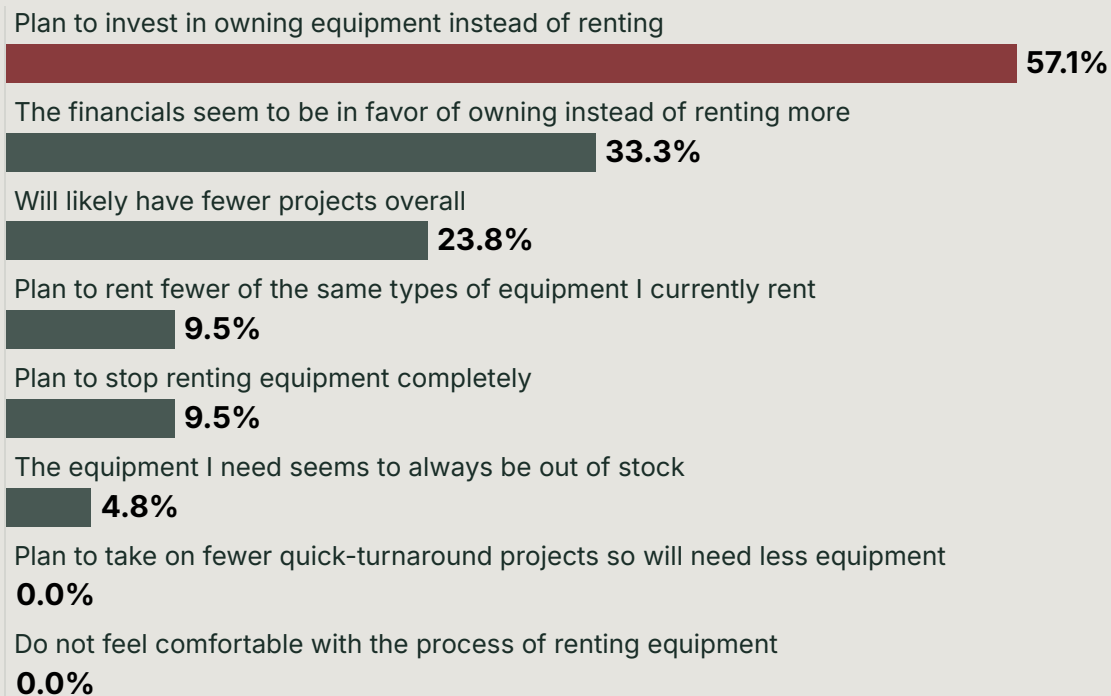 Plan to invest in owning equipment instead of renting
57.1%
The financials seem to be in favor of owning instead of renting more
33.3%
Will likely have fewer projects overall
23.8%
Plan to rent fewer of the same types of equipment I currently rent
9.5%
Plan to stop renting equipment completely
9.5%
The equipment I need seems to always be out of stock
4.8%
Plan to take on fewer quick-turnaround projects so will need less equipment
0.0%
Do not feel comfortable with the process of renting equipment
0.0%